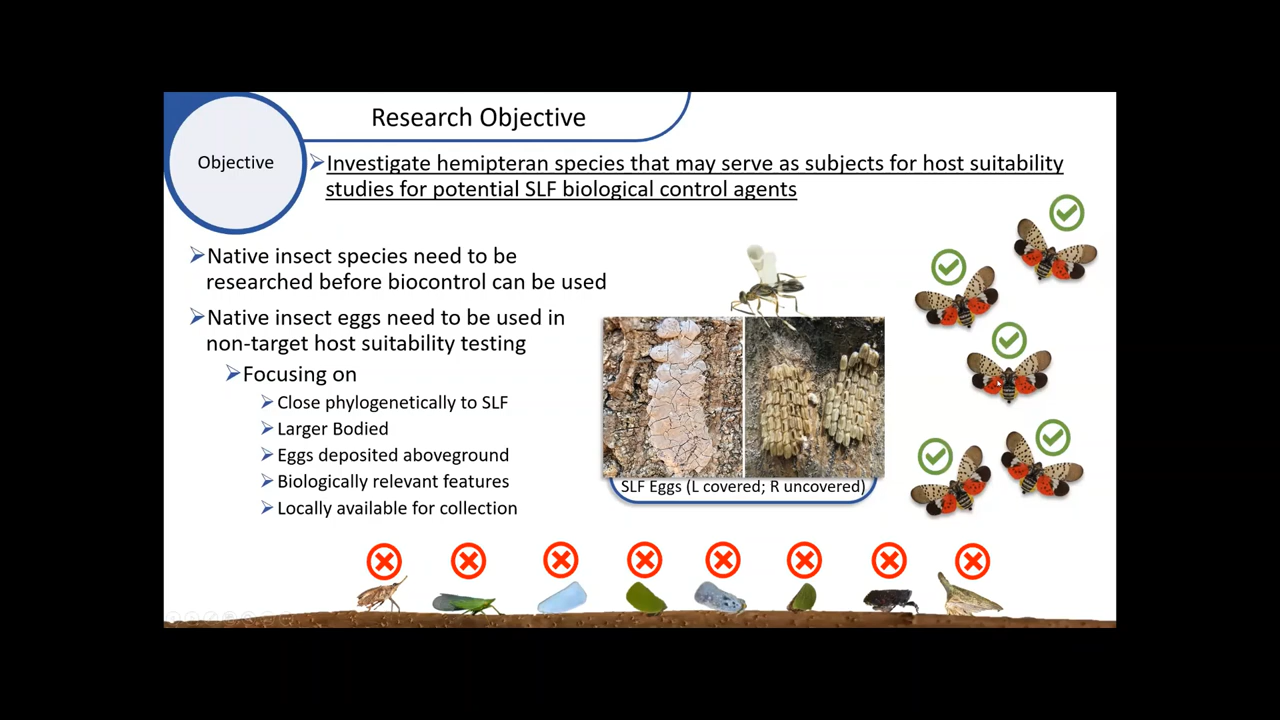 Research Objective
Objective
Investigate hemipteran species that may serve as subjects for host suitability
studies for potential SLF biological control agents
Native insect species need to be
researched before biocontrol can be used
Native insect eggs need to be used in
non-target host suitability testing
Focusing on
Close phylogenetically to SLF
Larger Bodied
Eggs deposited aboveground
Biologically relevant features
Locally available for collection
SLF Eggs (L covered; R uncovered)